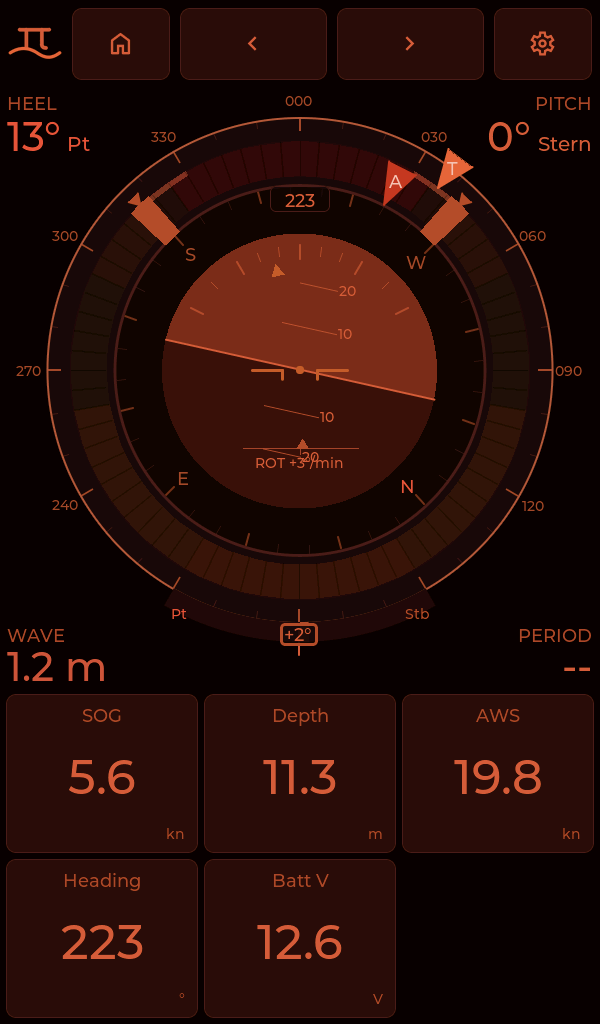 HEEL
13° Pt
PITCH
0° Stern
000
330
030
A
T
223
300
060
S
W
20
10
270
090
10
20
ROT +3°/min
E
N
240
120
Pt
Stb
+2°
WAVE
1.2 m
PERIOD
--
SOG
5.6
kn
Depth
11.3
m
AWS
19.8
kn
Heading
223
°
Batt V
12.6
V